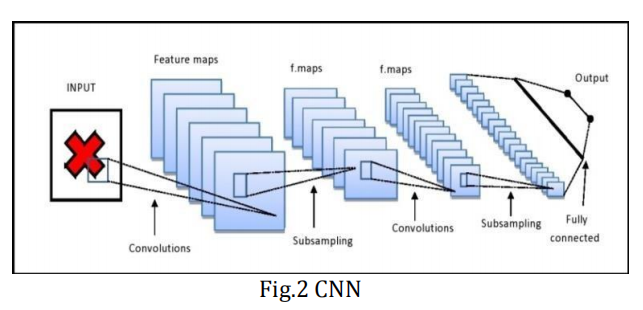 INPUT
Feature maps
f.maps
f.maps
Output
Convolutions
Subsampling
Convolutions
Subsampling
Fully
connected
Fig.2 CNN